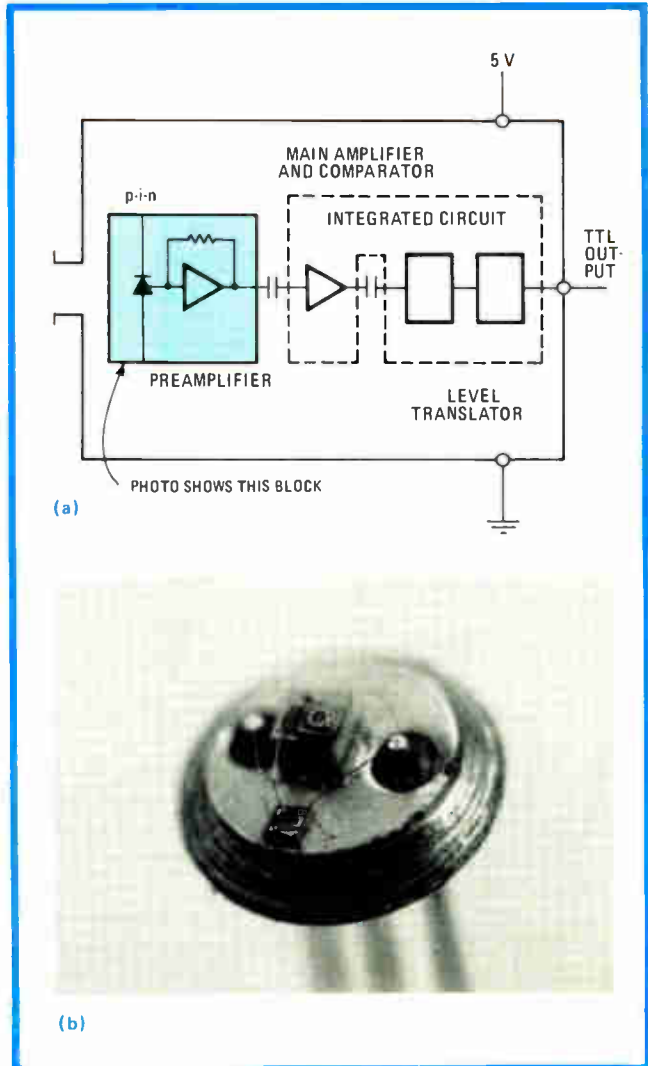 5 V
MAIN AMPLIFIER
AND COMPARATOR
p-i-n
INTEGRATED CIRCUIT
TTL
OUT-
PUT
PREAMPLIFIER
LEVEL
TRANSLATOR
PHOTO SHOWS THIS BLOCK
(a)
(b)